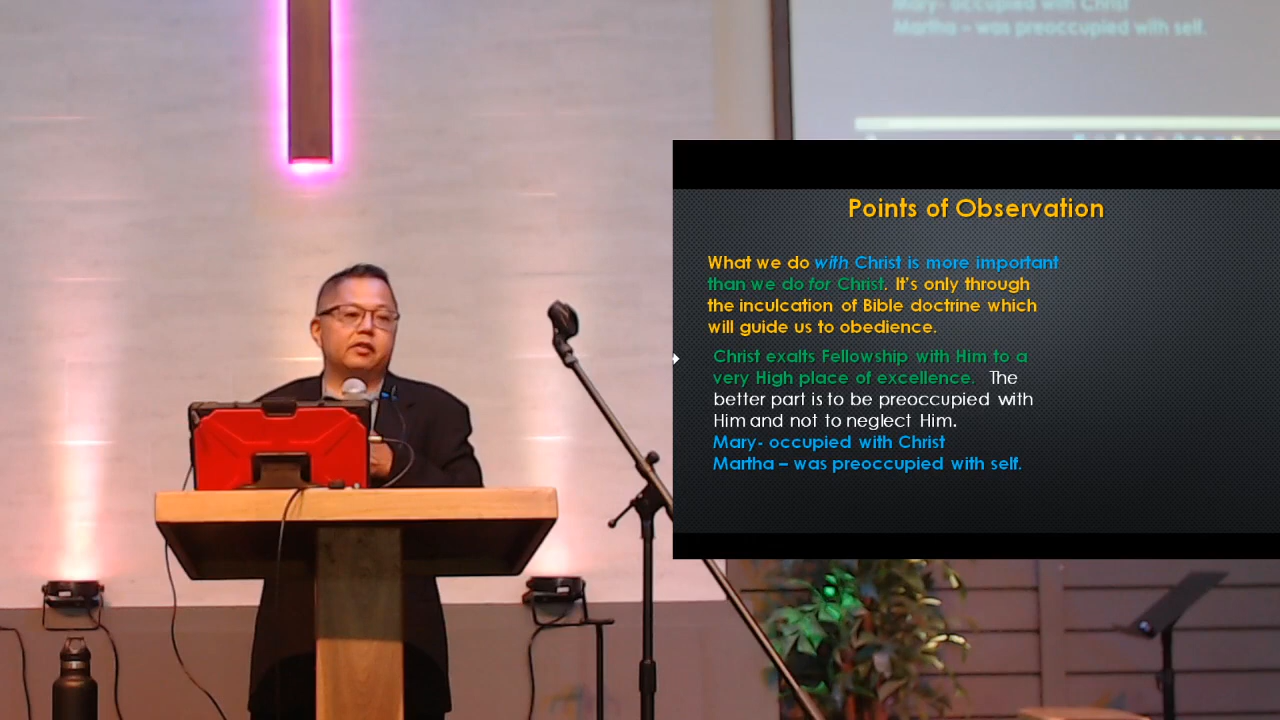 Mary- occupied with Christ
Martha – was preoccupied with self.
Points of Observation
What we do with Christ is more important
than we do for Christ. It's only through
the inculcation of Bible doctrine which
will guide us to obedience.
Christ exalts Fellowship with Him to a
very High place of excellence. The
better part is to be preoccupied with
Him and not to neglect Him.
Mary- occupied with Christ
Martha – was preoccupied with self.